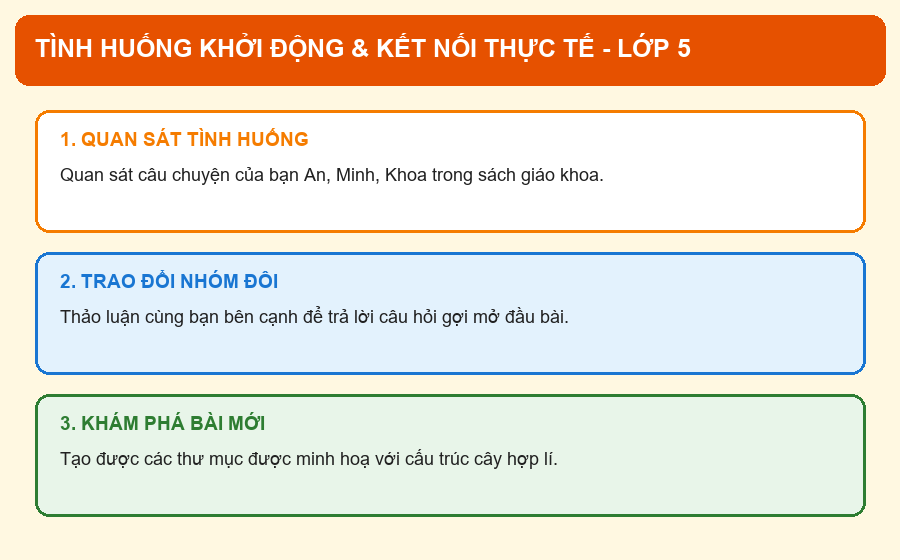 TÌNH HUỐNG KHỞI ĐỘNG & KẾT NỐI THỰC TẾ - LỚP 5
1. QUAN SÁT TÌNH HUỐNG
Quan sát câu chuyện của bạn An, Minh, Khoa trong sách giáo khoa.
2. TRAO ĐỔI NHÓM ĐÔI
Thảo luận cùng bạn bên cạnh để trả lời câu hỏi gợi mở đầu bài.
3. KHÁM PHÁ BÀI MỚI
Tạo được các thư mục được minh hoạ với cấu trúc cây hợp lí.